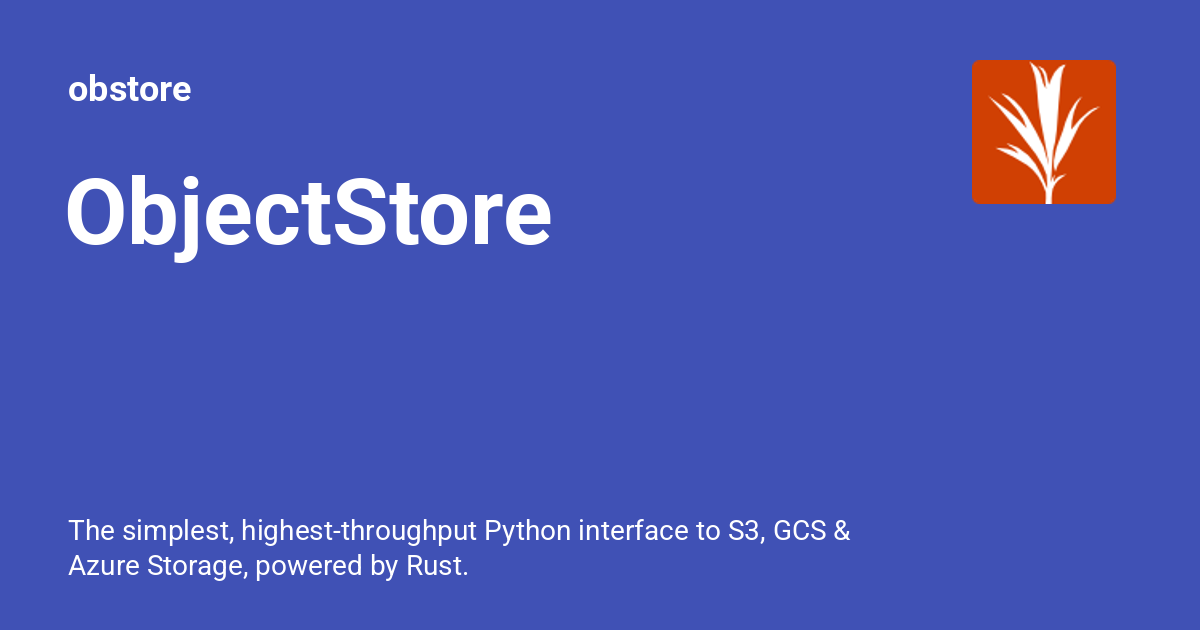 obstore
ObjectStore
The simplest, highest-throughput Python interface to S3, GCS &
Azure Storage, powered by Rust.